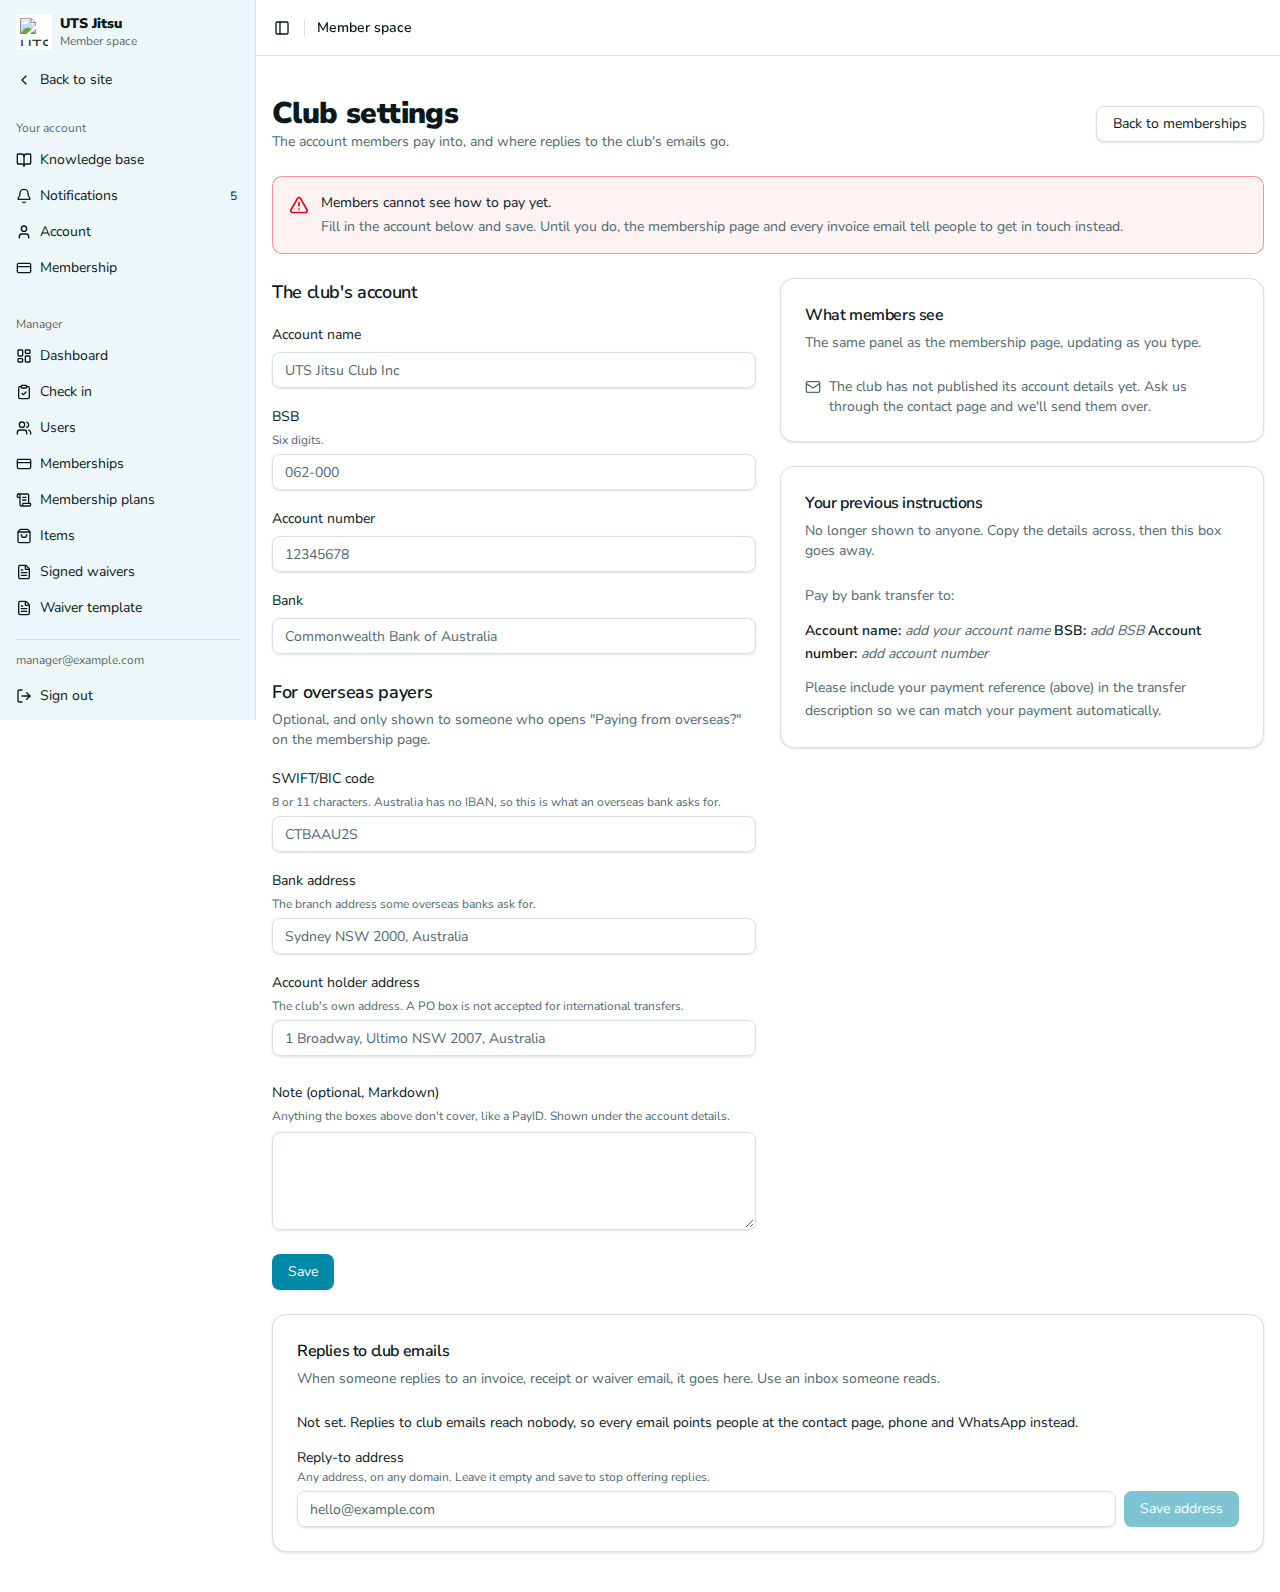 UTS Jitsu
Member space
Back to site
Your account
Knowledge base
Notifications 5
Account
Membership
Manager
Dashboard
Check in
Users
Memberships
Membership plans
Items
Signed waivers
Waiver template
manager@example.com
Sign out
Member space
Club settings
The account members pay into, and where replies to the club's emails go.
Back to memberships
Members cannot see how to pay yet.
Fill in the account below and save. Until you do, the membership page and every invoice email tell people to get in touch instead.
The club's account
Account name
UTS Jitsu Club Inc
BSB
Six digits.
062-000
Account number
12345678
Bank
Commonwealth Bank of Australia
For overseas payers
Optional, and only shown to someone who opens "Paying from overseas?"
on the membership page.
SWIFT/BIC code
8 or 11 characters. Australia has no IBAN, so this is what an overseas bank asks for.
CTBAAU2S
Bank address
The branch address some overseas banks ask for.
Sydney NSW 2000, Australia
Account holder address
The club's own address. A PO box is not accepted for international transfers.
1 Broadway, Ultimo NSW 2007, Australia
Note (optional, Markdown)
Anything the boxes above don't cover, like a PayID. Shown under the account details.
Save
What members see
The same panel as the membership page, updating as you type.
The club has not published its account details yet. Ask us
through the contact page and we'll send them over.
Your previous instructions
No longer shown to anyone. Copy the details across, then this box
goes away.
Pay by bank transfer to:
Account name: add your account name BSB: add BSB Account
number: add account number
Please include your payment reference (above) in the transfer
description so we can match your payment automatically.
Replies to club emails
When someone replies to an invoice, receipt or waiver email, it goes here. Use an inbox someone reads.
Not set. Replies to club emails reach nobody, so every email points people at the contact page, phone and WhatsApp instead.
Reply-to address
Any address, on any domain. Leave it empty and save to stop offering replies.
hello@example.com
Save address